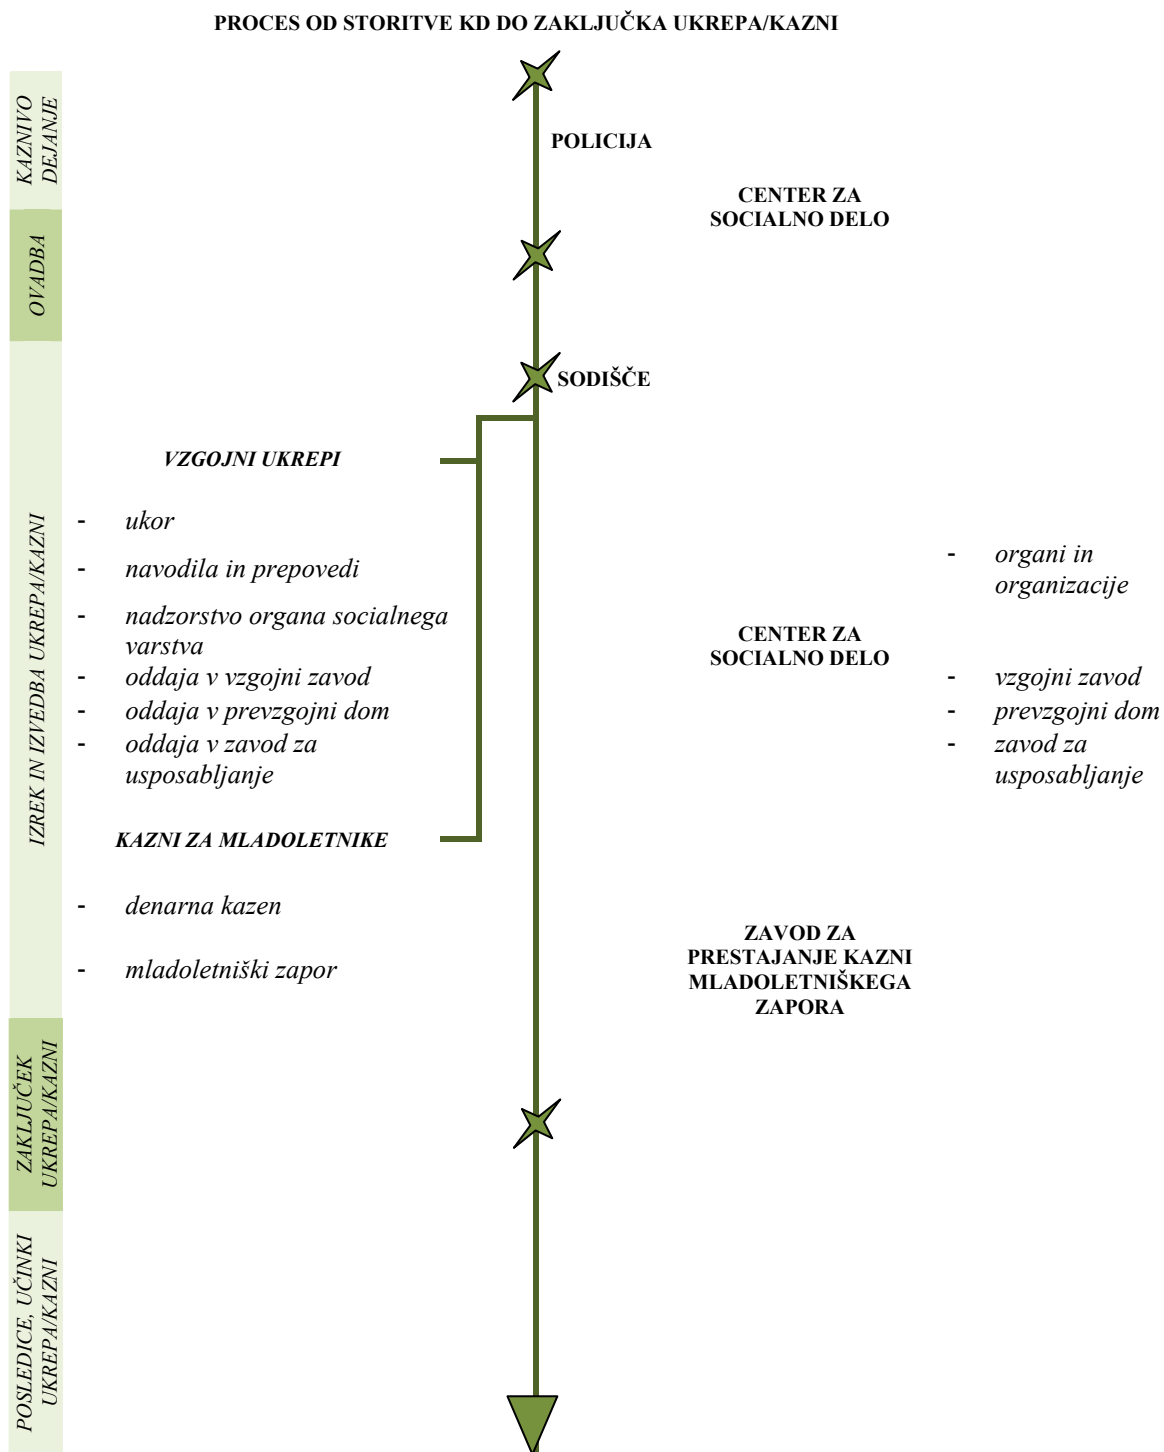 PROCES OD STORITVE KD DO ZAKLJUČKA UKREPA/KAZNI
KAZNIVO
DEJANJE
POLICIJA
CENTER ZA
SOCIALNO DELO
OVADBA
SODIŠČE
IZREK IN IZVEDBA UKREPA/KAZNI
VZGOJNI UKREPI
- ukor
- navodila in prepovedi
- nadzorstvo organa socialnega
varstva
- oddaja v vzgojni zavod
- oddaja v prevzgojni dom
- oddaja v zavod za
usposabljanje
CENTER ZA
SOCIALNO DELO
- organi in
organizacije
- vzgojni zavod
- prevzgojni dom
- zavod za
usposabljanje
KAZNI ZA MLADOLETNIKE
- denarna kazen
- mladoletniški zapor
ZAVOD ZA
PRESTAJANJE KAZNI
MLADOLETNIŠKEGA
ZAPORA
ZAKLJUČEK
UKREPA/KAZNI
POSLEDICE, UČINKI
UKREPA/KAZNI